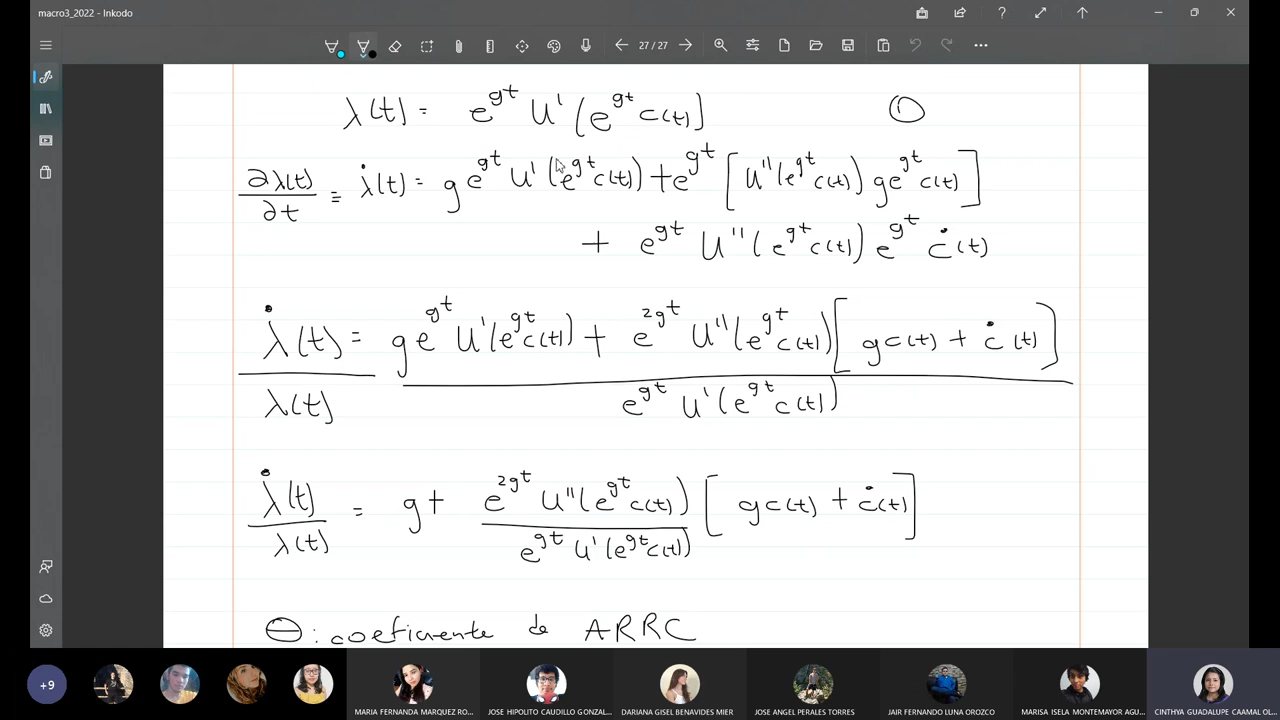 macro3_2022 - Inkodo
27 / 27
λ(t) = e^{gt} U' (e^{gt} c(t)] ①
∂λ(t)/∂t = λ̇(t) = g e^{gt} U' (e^{gt} c(t)) + e^{gt} [U''(e^{gt} c(t)) g e^{gt} c(t)]
+ e^{gt} U'' (e^{gt} c(t)) e^{gt} ċ(t)
λ̇(t)/λ(t) = g e^{gt} U'(e^{gt} c(t)) + e^{2gt} U''(e^{gt} c(t)) [g c(t) + ċ(t)] / e^{gt} U'(e^{gt} c(t))
λ̇(t)/λ(t) = g + e^{2gt} U''(e^{gt} c(t)) / e^{gt} U'(e^{gt} c(t)) [g c(t) + ċ(t)]
Θ : coeficiente de ARRC
+9
MARIA FERNANDA MARQUEZ RO...
JOSE HIPOLITO CAUDILLO GONZAL...
DARIANA GISEL BENAVIDES MIER
JOSE ANGEL PERALES TORRES
JAIR FERNANDO LUNA OROZCO
MARISA ISELA MONTEMAYOR AGU...
CINTHYA GUADALUPE CAAMAL OL...